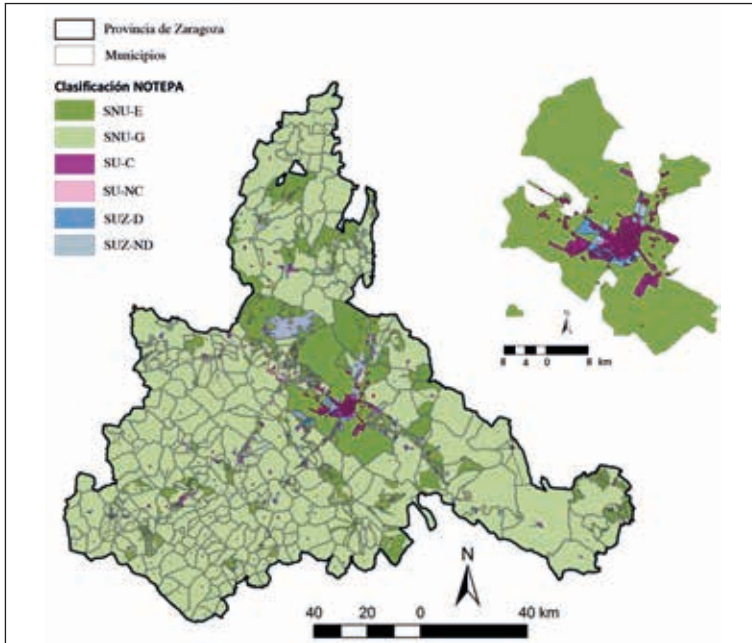 Provincia de Zaragoza
Municipios
Clasificación NOTEPA
SNU-E
SNU-G
SU-C
SU-NC
SUZ-D
SUZ-ND
N
8 4 0 8 km
N
40 20 0 40 km